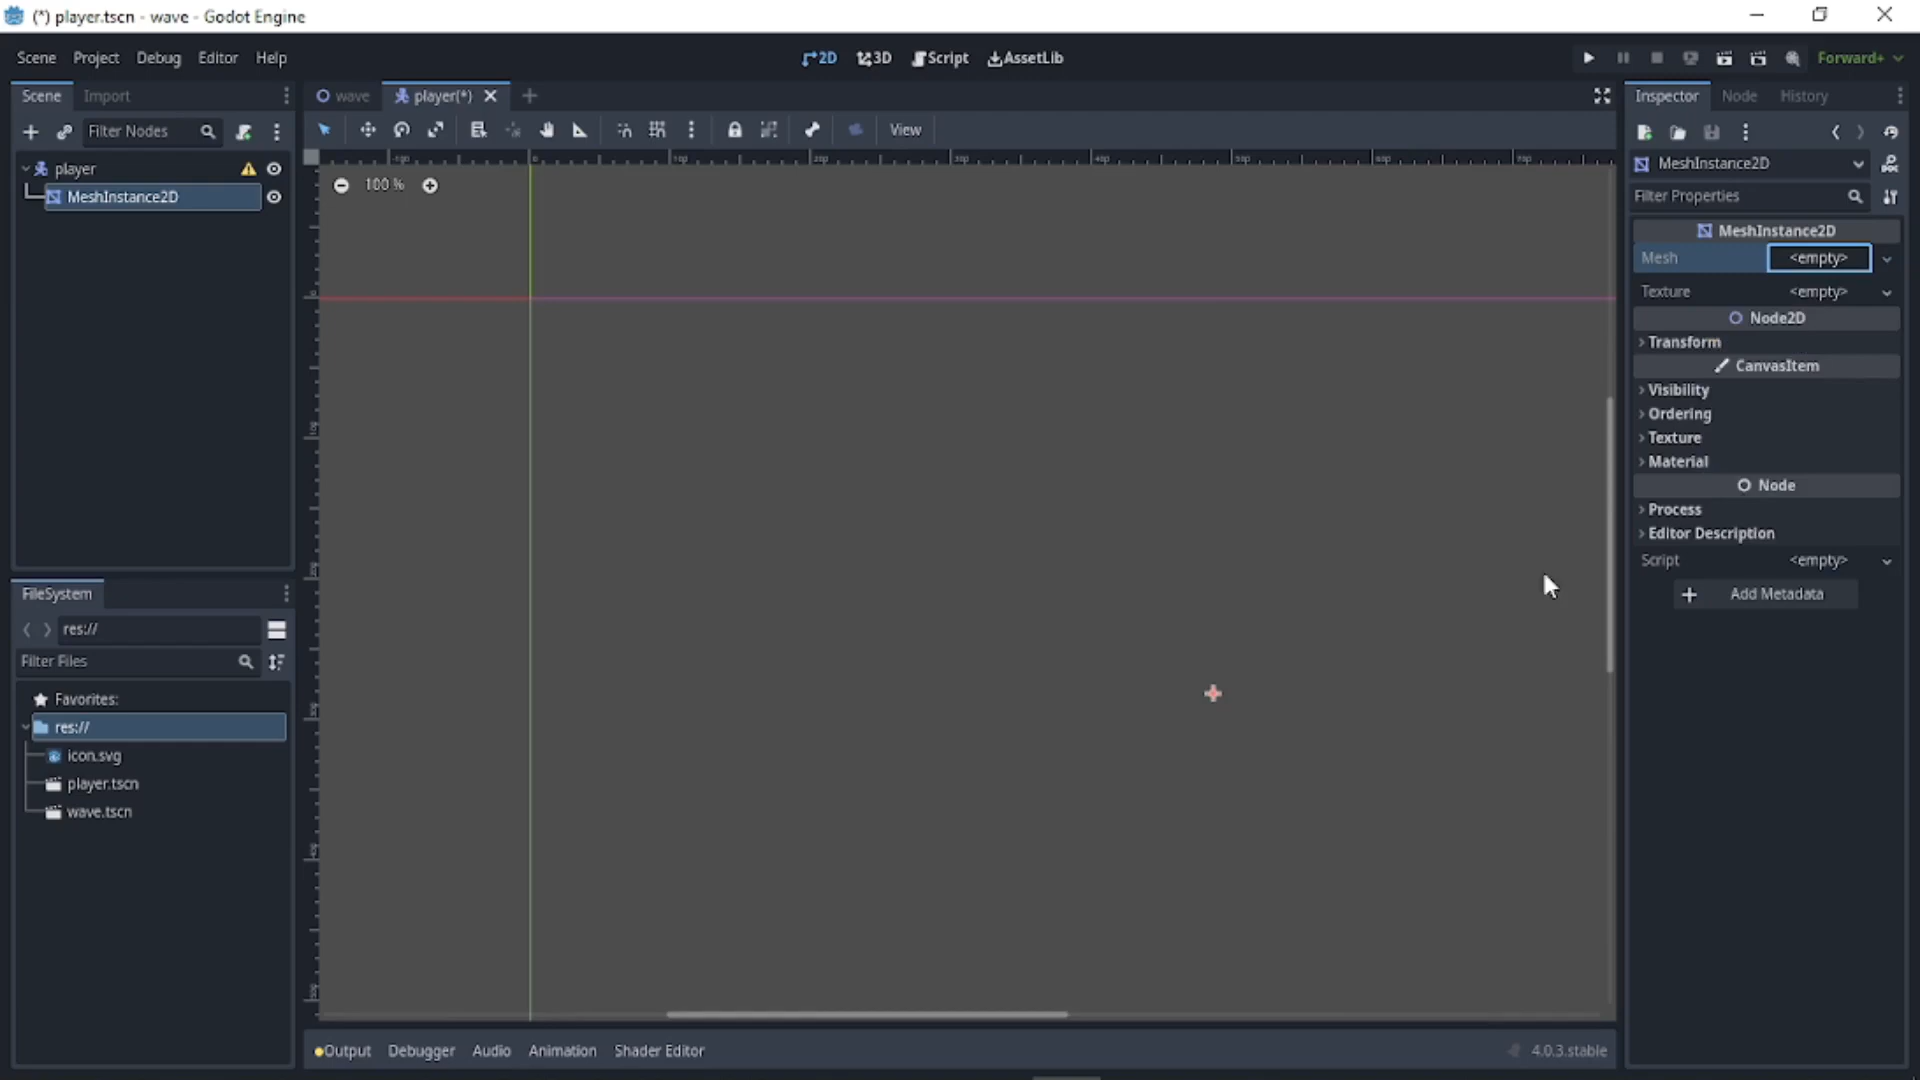 (*) player.tscn - wave - Godot Engine
Scene Project Debug Editor Help
2D 3D Script AssetLib
Forward+
Scene Import
wave player(*)
Inspector Node History
Filter Nodes
View
player
MeshInstance2D
100 %
MeshInstance2D
Filter Properties
MeshInstance2D
Mesh <empty>
Texture <empty>
Node2D
Transform
CanvasItem
Visibility
Ordering
Texture
Material
Node
Process
Editor Description
Script <empty>
Add Metadata
FileSystem
res://
Filter Files
Favorites:
res://
icon.svg
player.tscn
wave.tscn
Output Debugger Audio Animation Shader Editor
4.0.3.stable